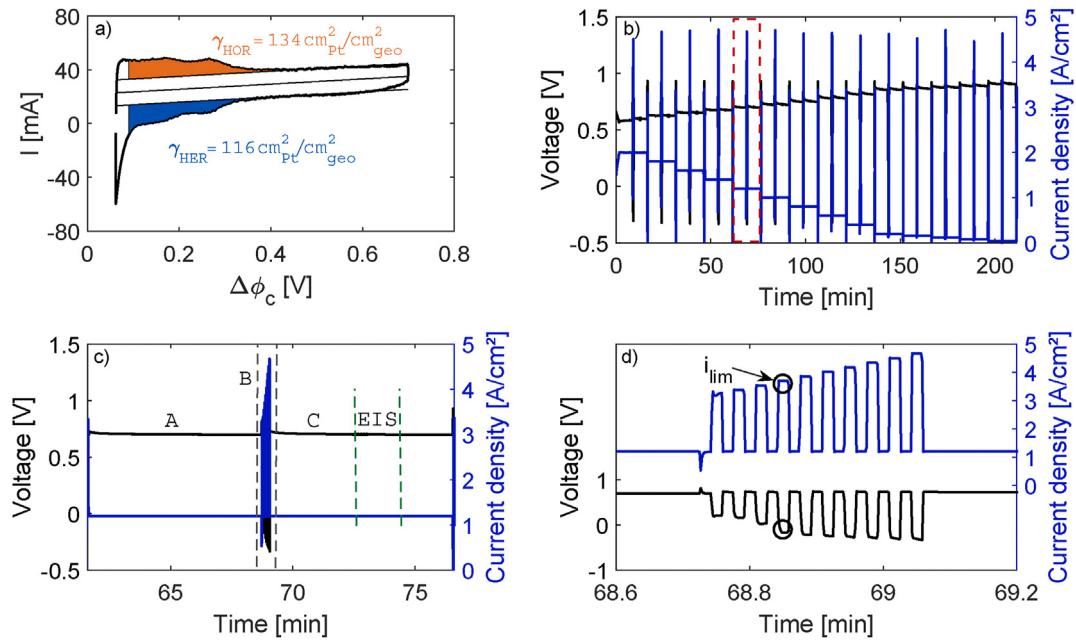 a)
γHOR = 134 cm²Pt/cm²geo
γHER = 116 cm²Pt/cm²geo
80
40
0
-40
80
I [mA]
0
0.2
0.4
0.6
0.8
Δϕc [V]
b)
1.5
1
0.5
0
-0.5
Voltage [V]
5
4
3
2
1
0
Current density [A/cm²]
0
50
100
150
200
Time [min]
c)
A
B
C
EIS
1.5
1
0.5
0
-0.5
Voltage [V]
5
4
3
2
1
0
Current density [A/cm²]
65
70
75
Time [min]
d)
ilim
1
0
-1
Voltage [V]
5
4
3
2
1
0
Current density [A/cm²]
68.6
68.8
69
69.2
Time [min]